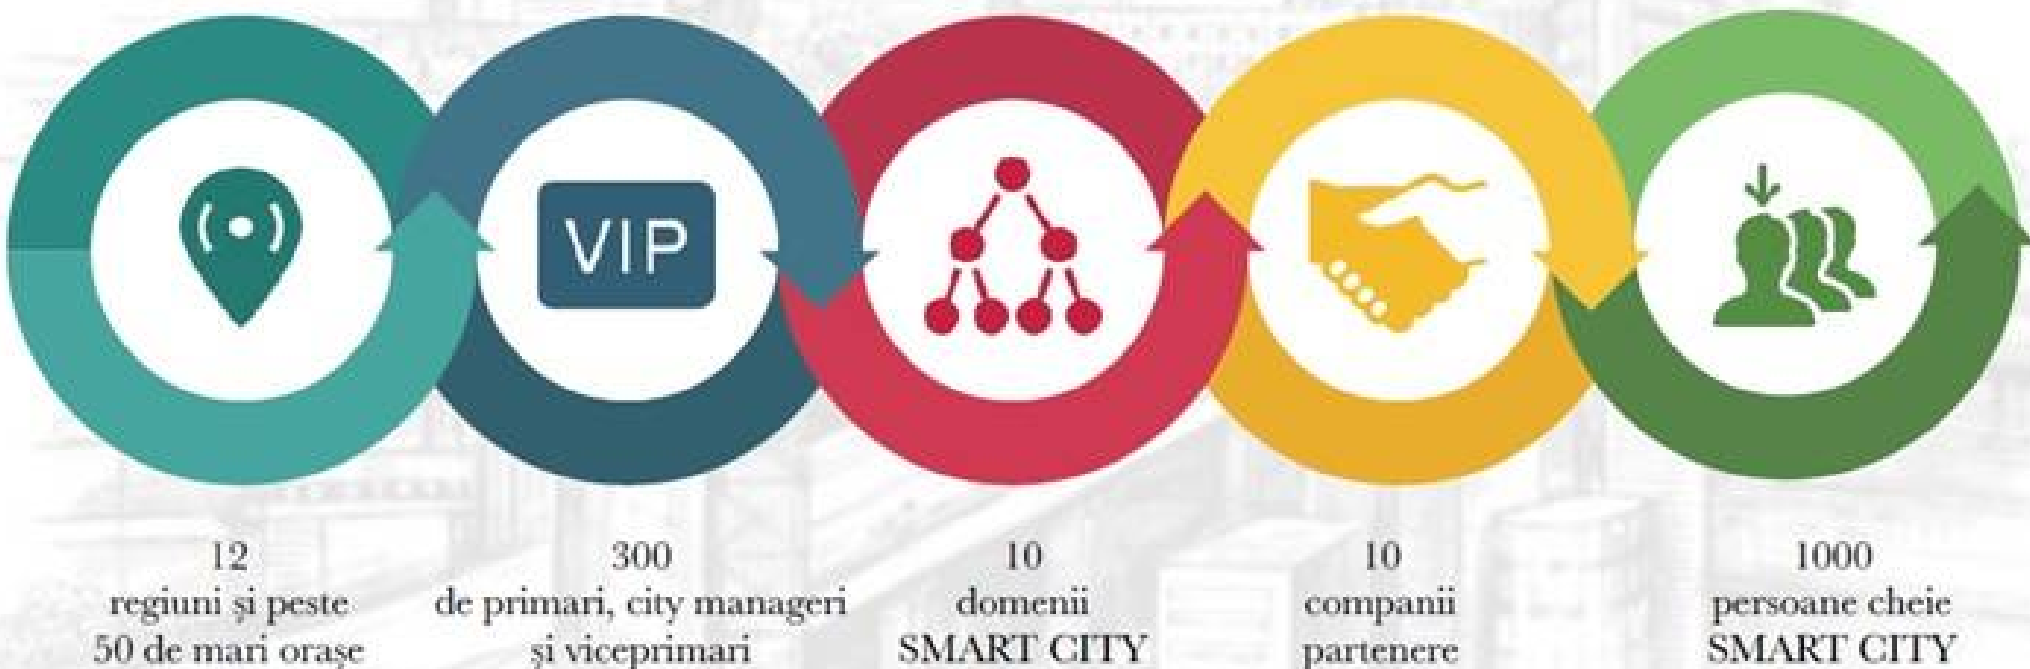 VIP
12
regiuni și peste
50 de mari orașe
300
de primari, city manageri
și viceprimari
10
domenii
SMART CITY
10
companii
partenere
1000
persoane cheie
SMART CITY